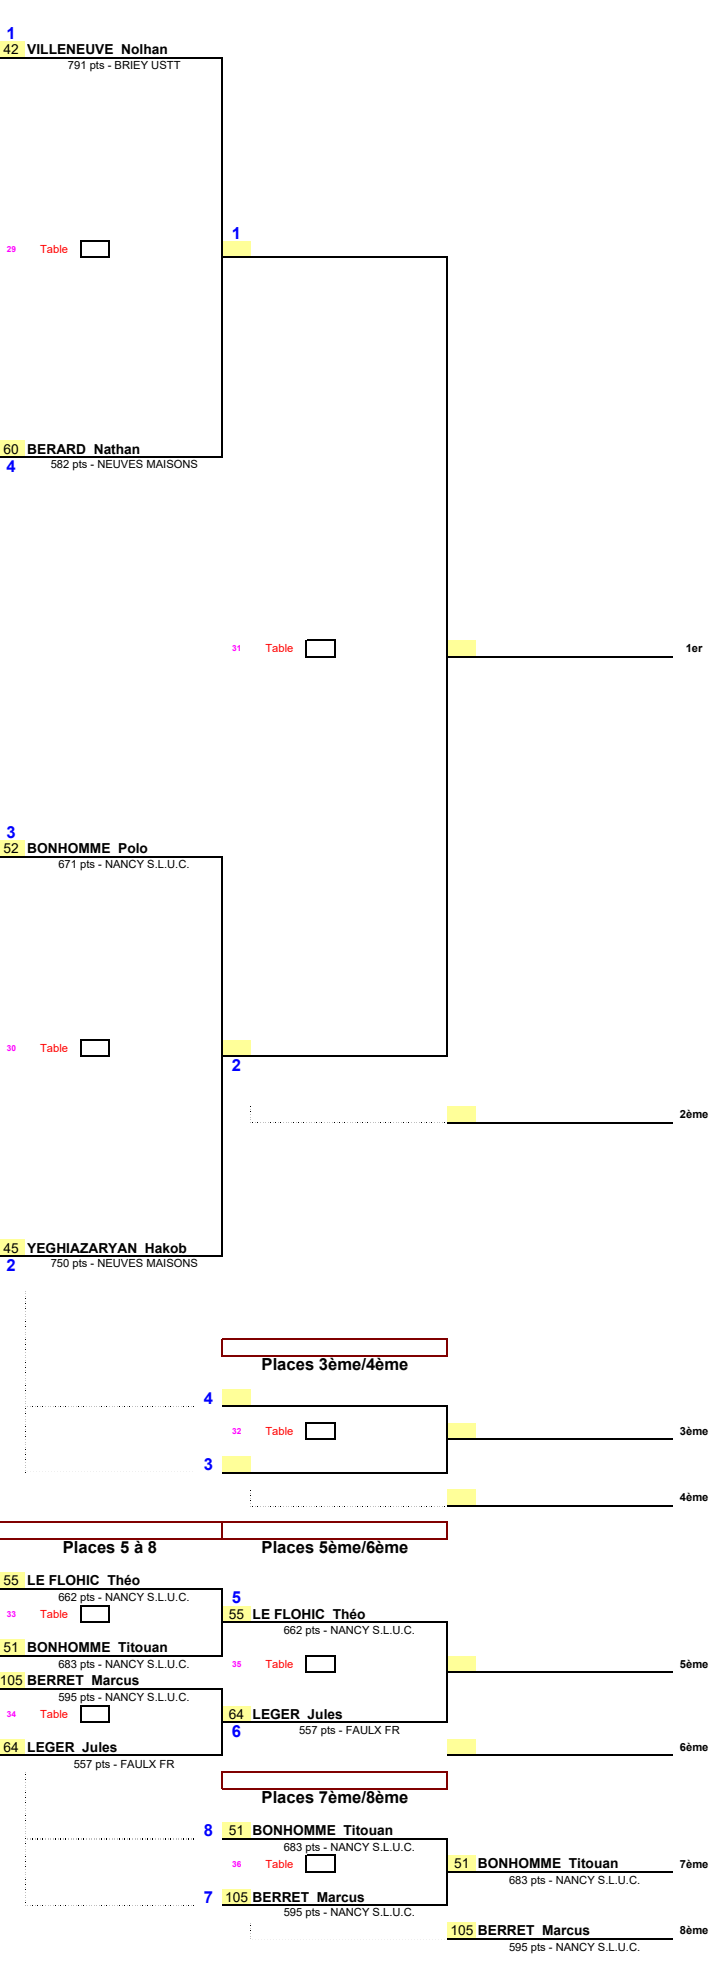 1
42 VILLENEUVE Nolhan
791 pts - BRIEY USTT
1
29 Table
60 BERARD Nathan
4 582 pts - NEUVES MAISONS
31 Table 1er
3
52 BONHOMME Polo
671 pts - NANCY S.L.U.C.
30 Table
2
2ème
45 YEGHIAZARYAN Hakob
2 750 pts - NEUVES MAISONS
Places 3ème/4ème
4
32 Table 3ème
3
4ème
Places 5 à 8 Places 5ème/6ème
55 LE FLOHIC Théo
662 pts - NANCY S.L.U.C. 5
33 Table 55 LE FLOHIC Théo
662 pts - NANCY S.L.U.C.
51 BONHOMME Titouan
683 pts - NANCY S.L.U.C. 35 Table 5ème
105 BERRET Marcus
595 pts - NANCY S.L.U.C.
34 Table 64 LEGER Jules
6 557 pts - FAULX FR
64 LEGER Jules 6ème
557 pts - FAULX FR
Places 7ème/8ème
8 51 BONHOMME Titouan
683 pts - NANCY S.L.U.C.
36 Table 51 BONHOMME Titouan 7ème
683 pts - NANCY S.L.U.C.
7 105 BERRET Marcus
595 pts - NANCY S.L.U.C.
105 BERRET Marcus 8ème
595 pts - NANCY S.L.U.C.